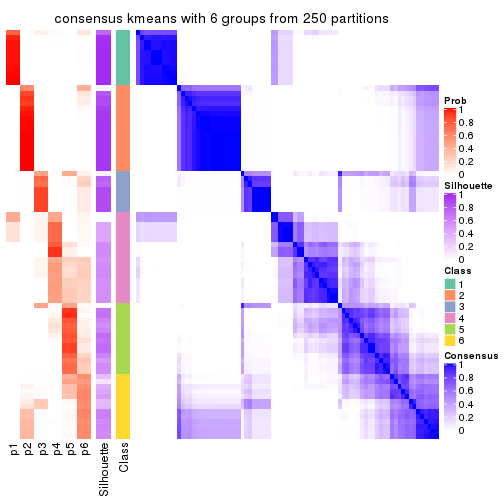 consensus kmeans with 6 groups from 250 partitions
Prob
1
0.8
0.6
0.4
0.2
0
Silhouette
1
0.8
0.6
0.4
0.2
0
Class
1
2
3
4
5
6
Consensus
1
0.8
0.6
0.4
0.2
0
p1
p2
p3
p4
p5
p6
Silhouette
Class